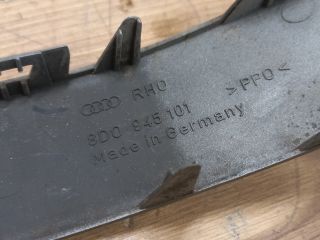 RHO
>PPO<
8D0 945 101
Made in Germany